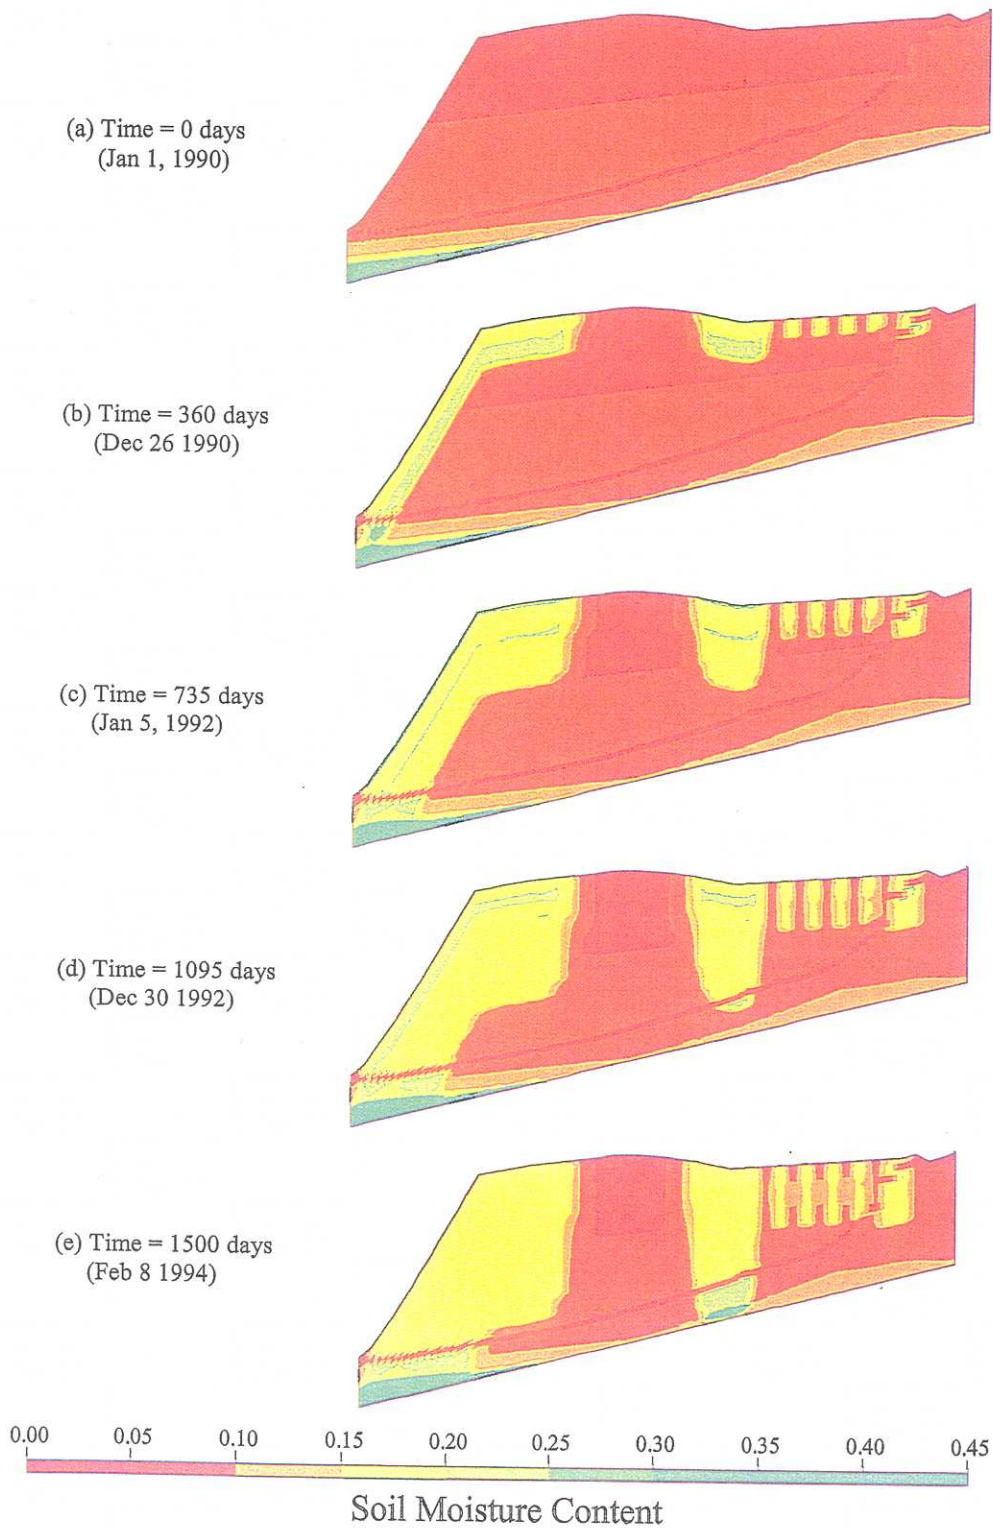 (a) Time = 0 days
(Jan 1, 1990)
(b) Time = 360 days
(Dec 26 1990)
(c) Time = 735 days
(Jan 5, 1992)
(d) Time = 1095 days
(Dec 30 1992)
(e) Time = 1500 days
(Feb 8 1994)
0.00 0.05 0.10 0.15 0.20 0.25 0.30 0.35 0.40 0.45
Soil Moisture Content